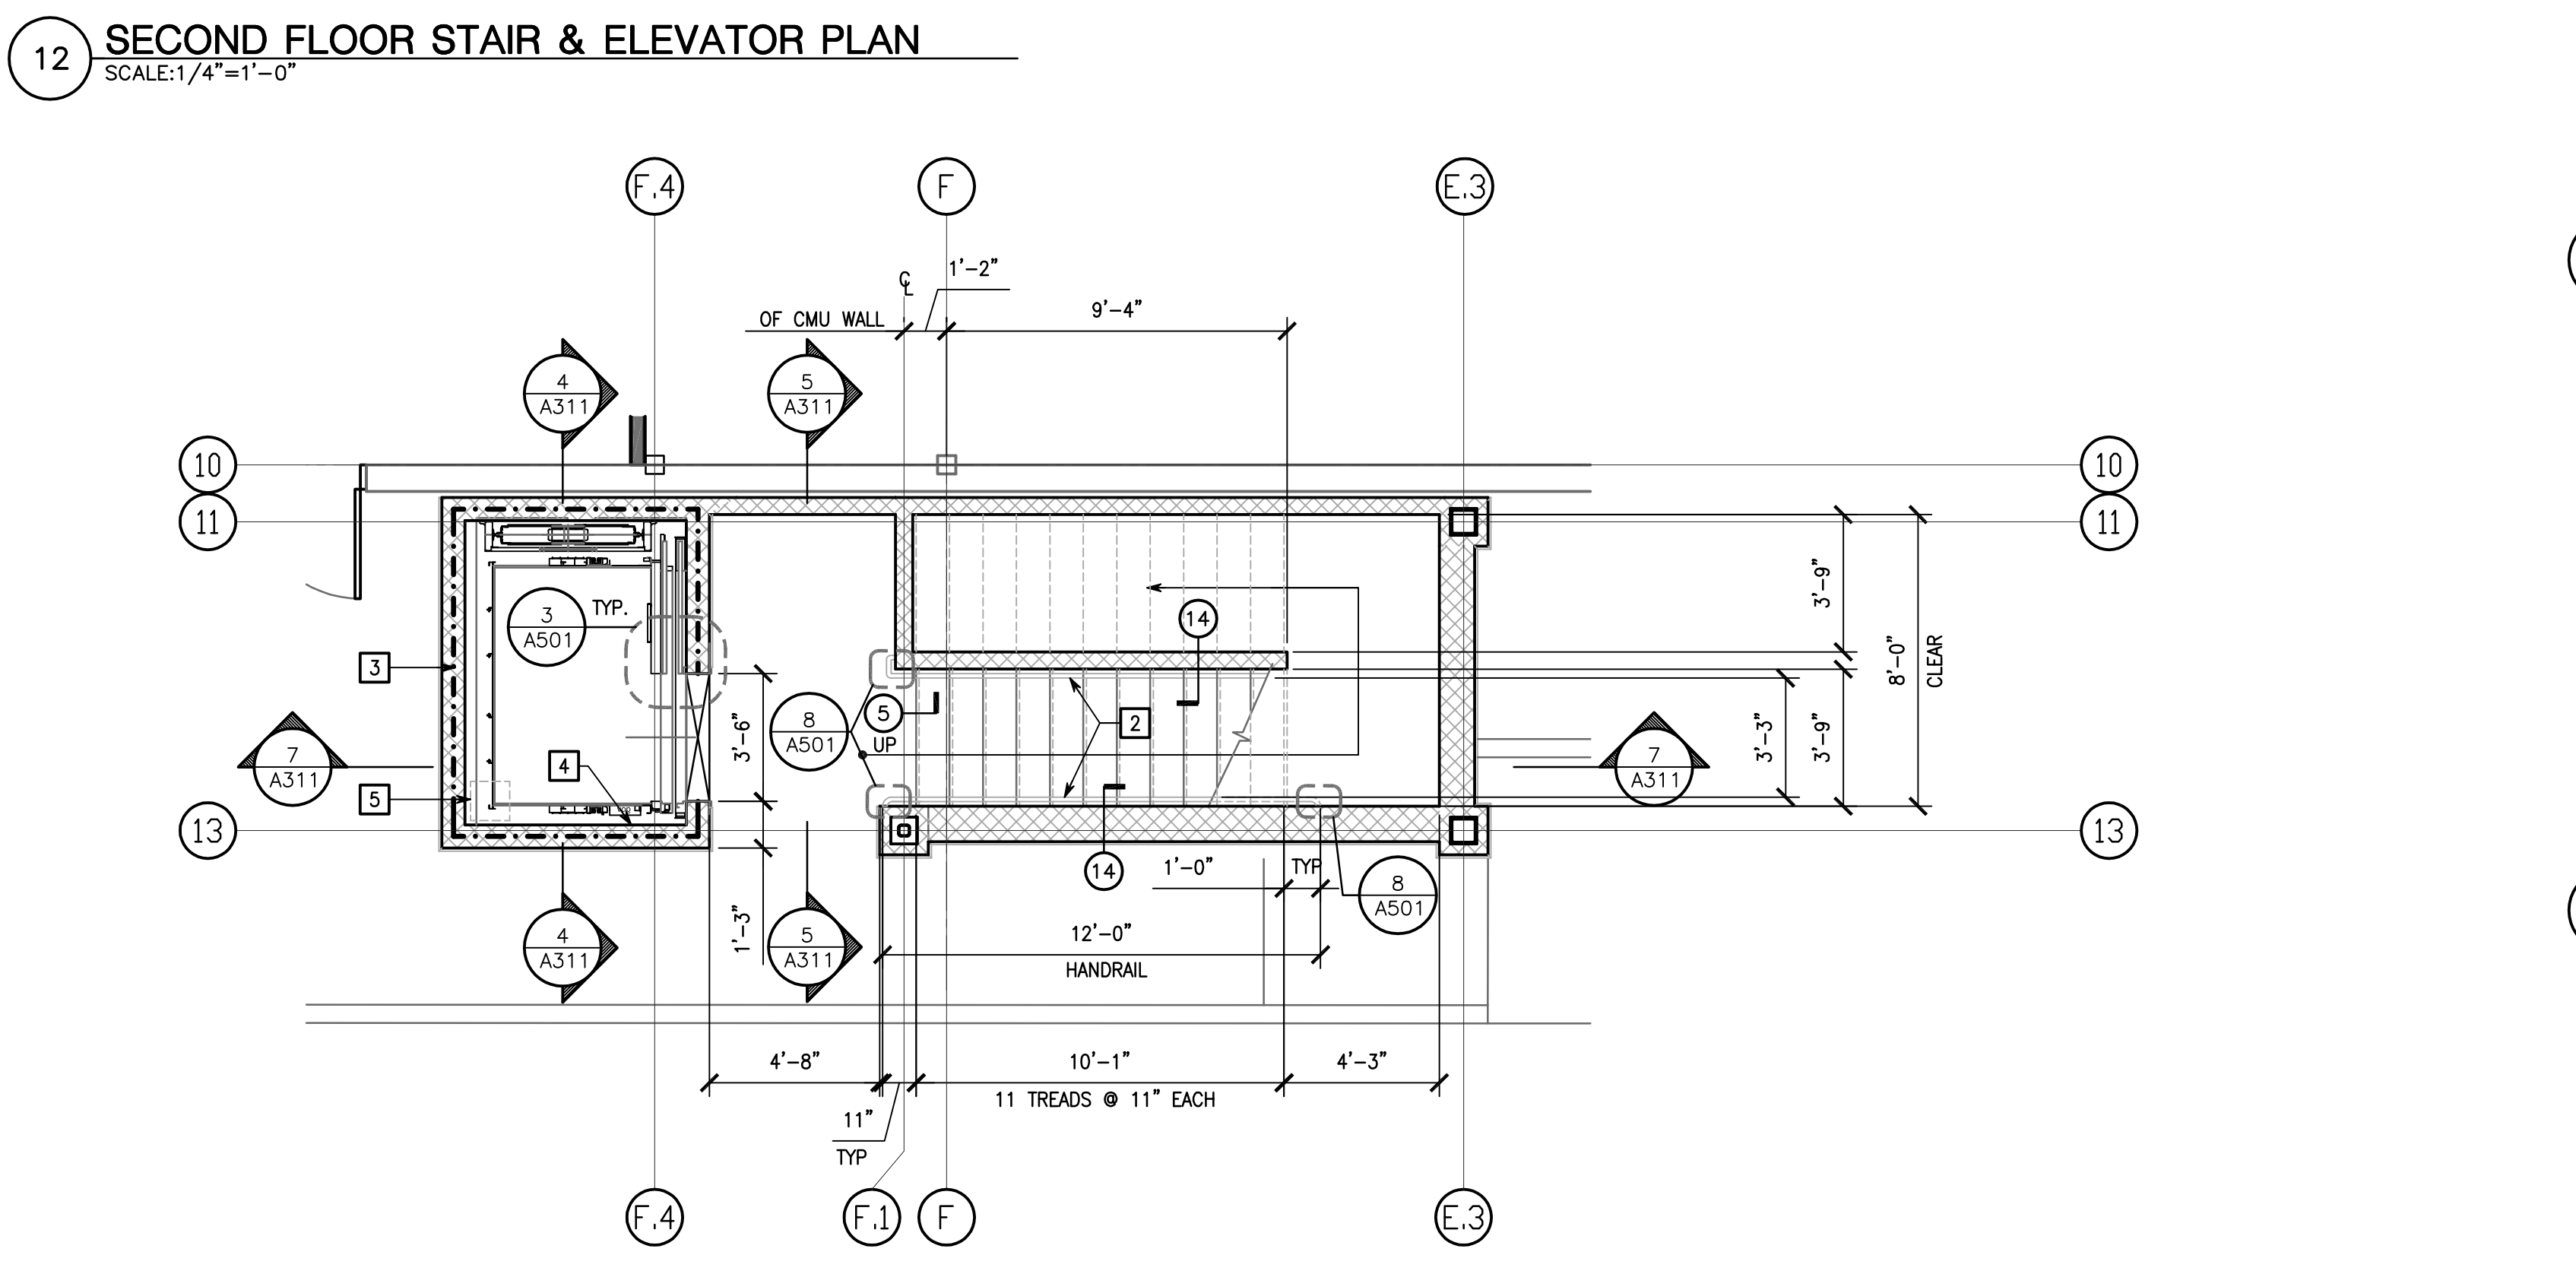 12
SECOND FLOOR STAIR & ELEVATOR PLAN
SCALE:1/4"=1'-0"
F.4
F
E.3
CL
1'-2"
OF CMU WALL
9'-4"
4
A311
5
A311
10
10
11
11
3
A501
TYP.
14
3'-9"
8'-0"
CLEAR
3
5
2
3'-6"
8
A501
UP
3'-3"
3'-9"
7
A311
4
7
A311
5
13
13
14
1'-0"
TYP
8
A501
1'-3"
4
A311
5
A311
12'-0"
HANDRAIL
4'-8"
10'-1"
4'-3"
11 TREADS @ 11" EACH
11"
TYP
F.4
F.1
F
E.3